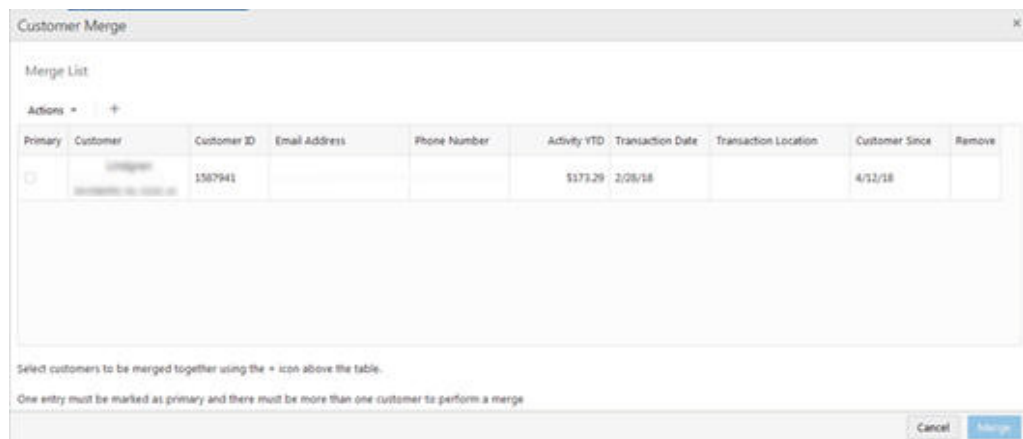 Customer Merge
Merge List
Actions
Primary Customer Customer ID Email Address Phone Number Activity YTD Transaction Date Transaction Location Customer Since Remove
1587941 $173.29 2/28/18 4/12/18
Select customers to be merged together using the + icon above the table.
One entry must be marked as primary and there must be more than one customer to perform a merge
Cancel Merge